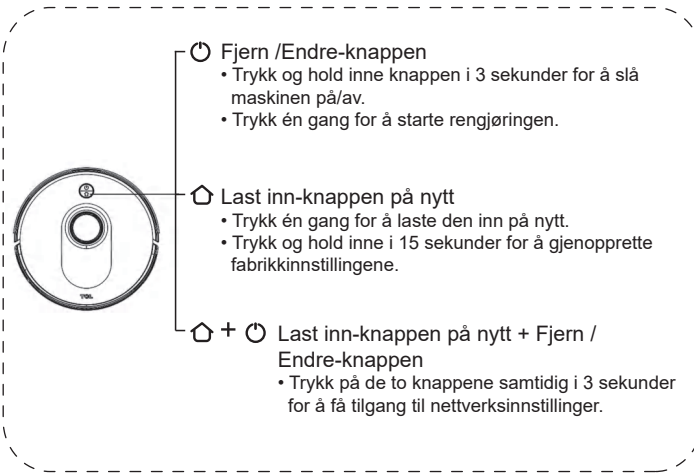 Fjern /Endre-knappen
• Trykk og hold inne knappen i 3 sekunder for å slå
maskinen på/av.
• Trykk én gang for å starte rengjøringen.
Last inn-knappen på nytt
• Trykk én gang for å laste den inn på nytt.
• Trykk og hold inne i 15 sekunder for å gjenopprette
fabrikkinnstillingene.
TCL
+ Last inn-knappen på nytt + Fjern /
Endre-knappen
• Trykk på de to knappene samtidig i 3 sekunder
for å få tilgang til nettverksinnstillinger.